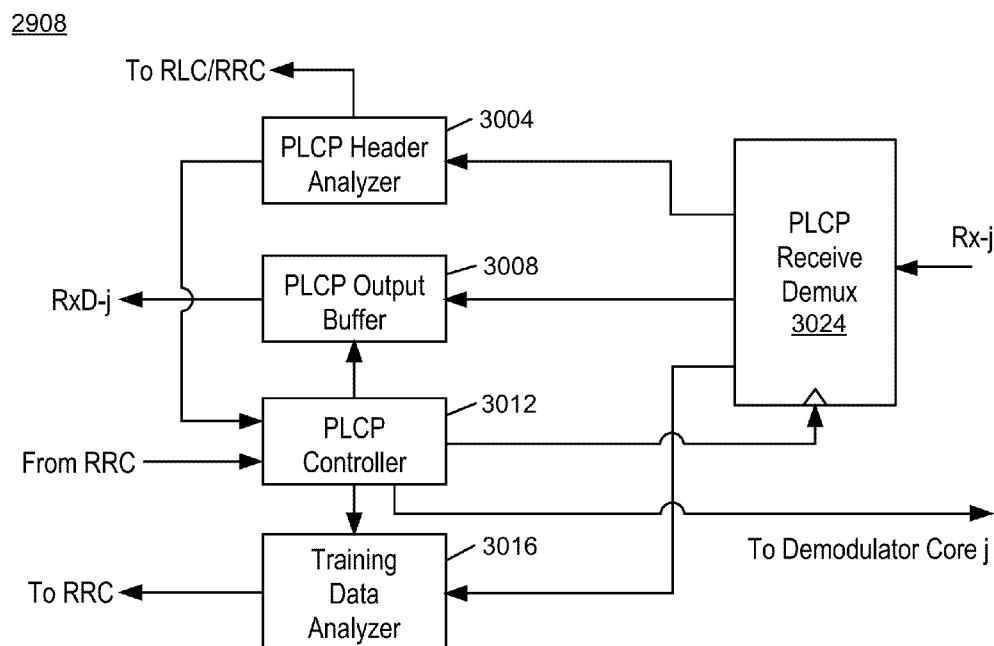 2908
To RLC/RRC
3004
PLCP Header
Analyzer
PLCP
Receive
Demux
3024
Rx-j
3008
PLCP Output
Buffer
RxD-j
3012
PLCP
Controller
From RRC
To Demodulator Core j
3016
Training
Data
Analyzer
To RRC